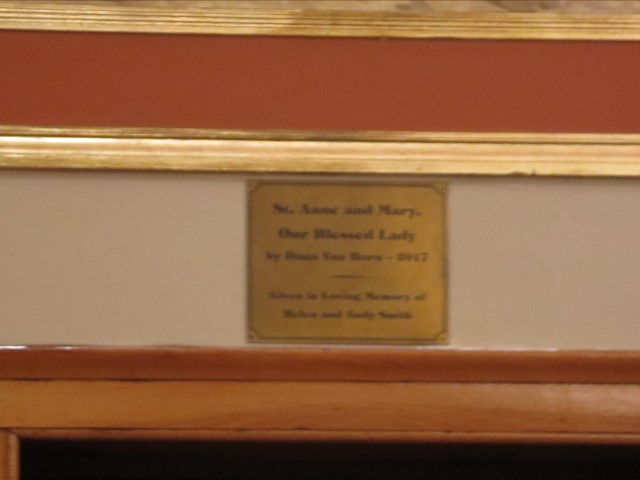 St. Anne and Mary,
Our Blessed Lady
by Dana Van Horn - 2017
Given in Loving Memory of
Helen and Andy Smith